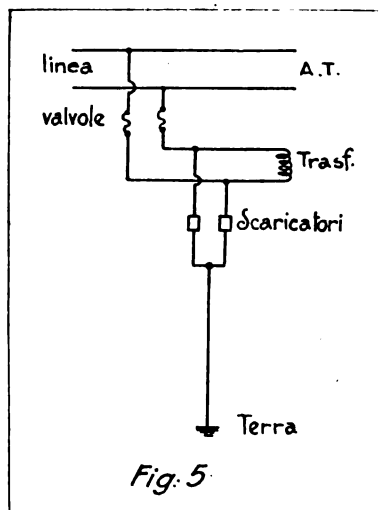 linea A.T.
valvole
Trasf.
Scaricatori
Terra
Fig. 5